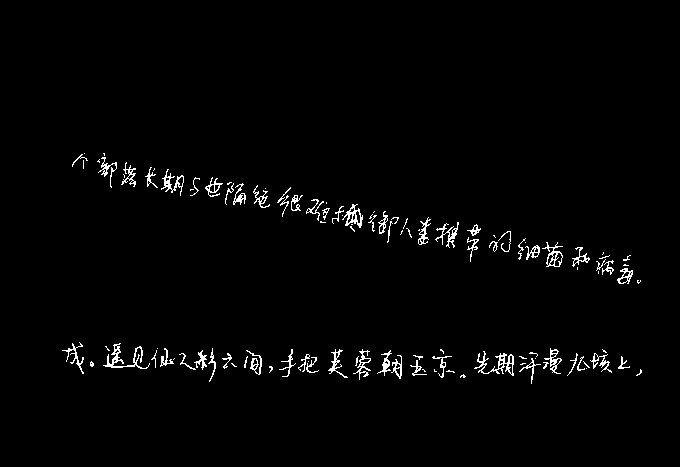 个部落长期与世隔绝很难抵御人类携带的细菌和病毒。
成。遥见仙人彩云间,手把芙蓉朝玉京。先期汗漫九垓上,